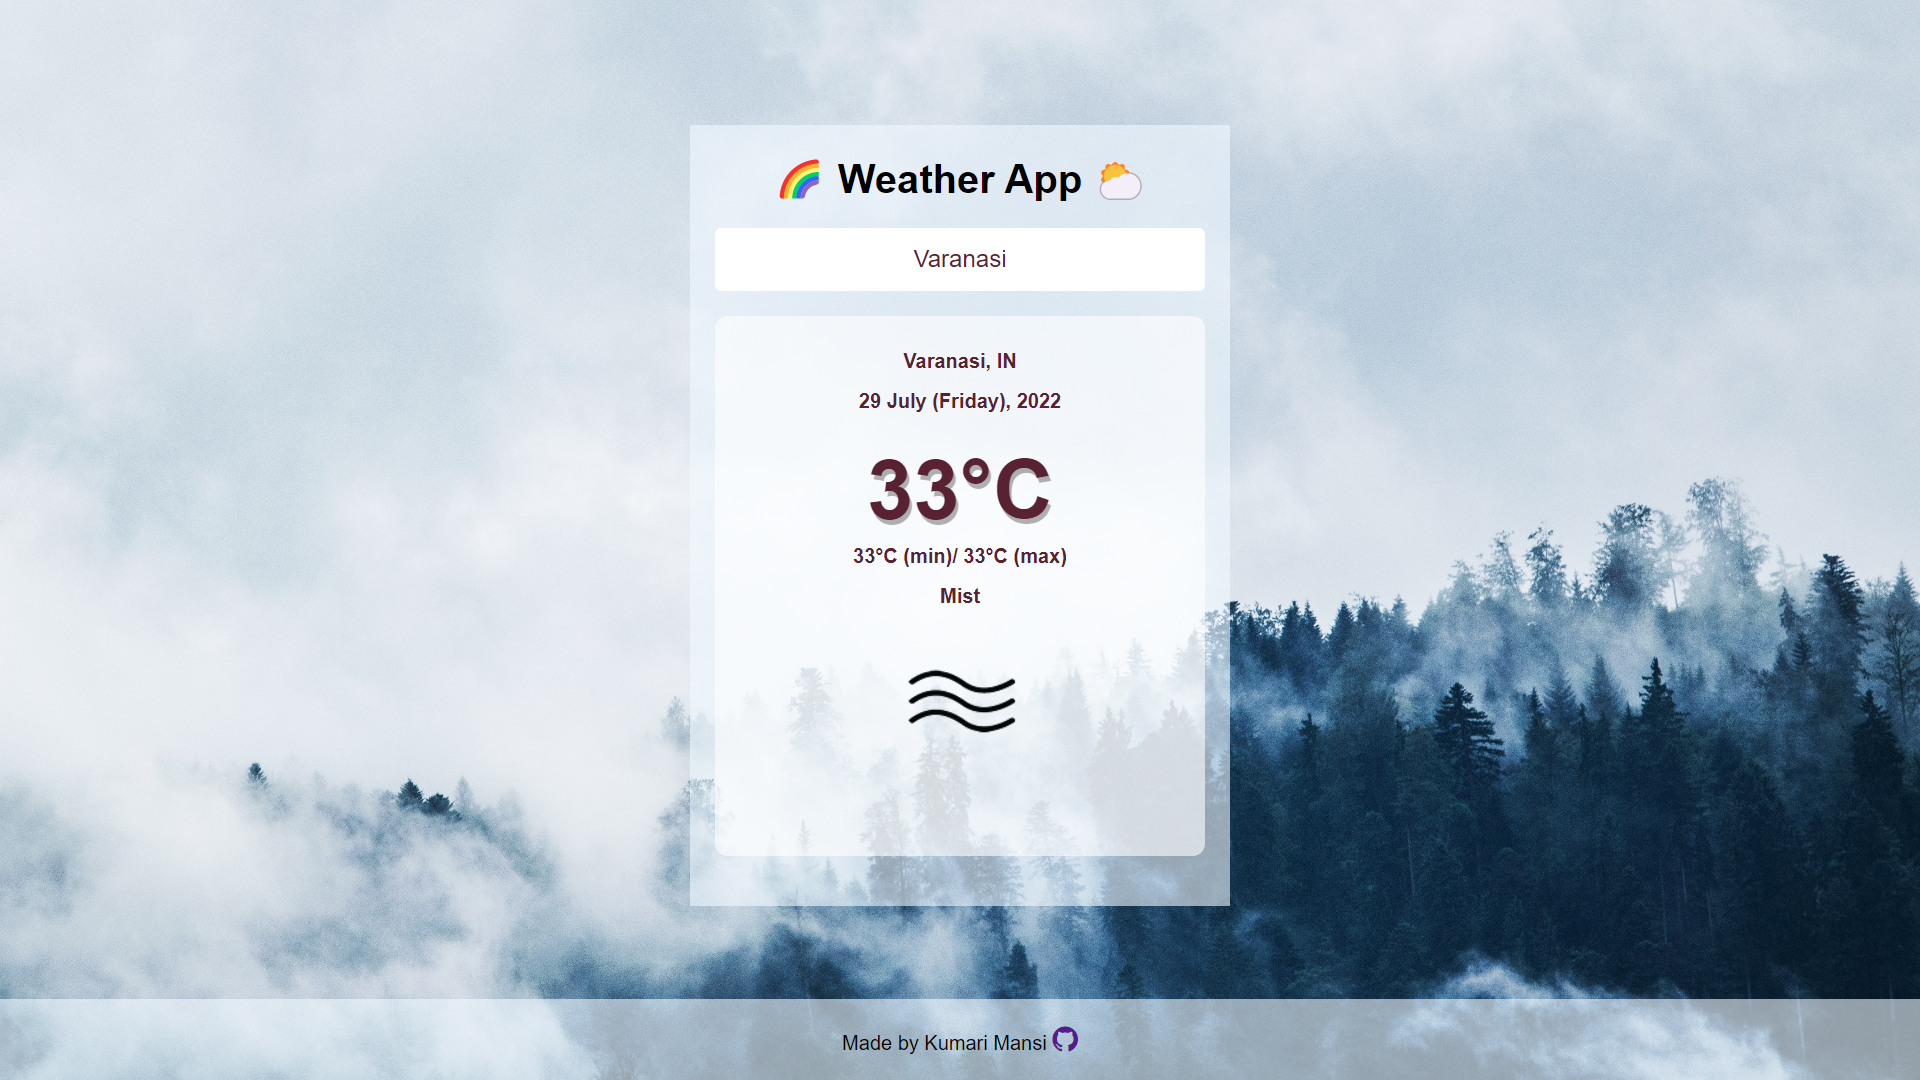 Weather App
Varanasi
Varanasi, IN
29 July (Friday), 2022
33°C
33°C (min)/ 33°C (max)
Mist
Made by Kumari Mansi